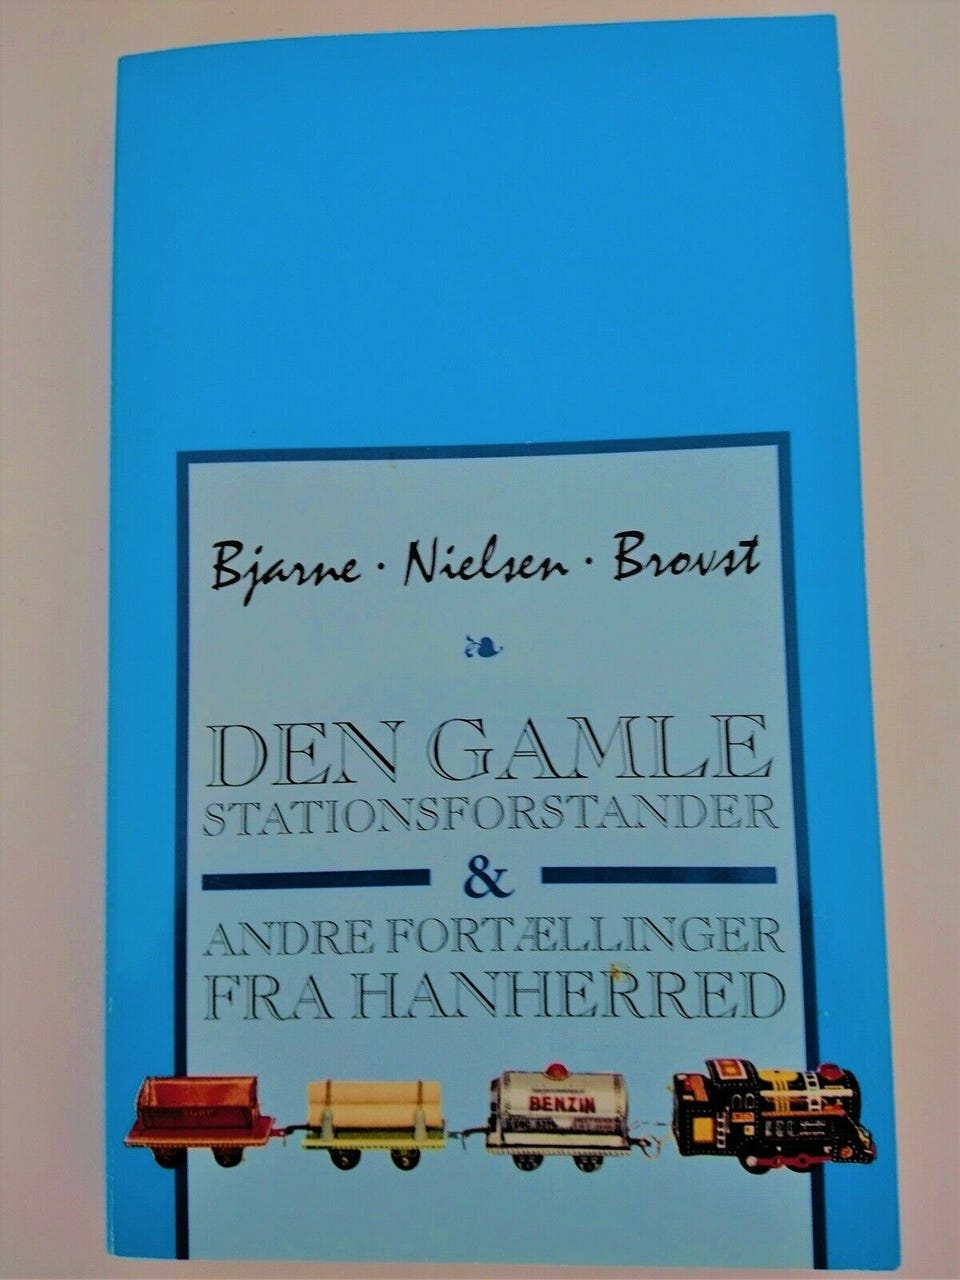 Bjarne · Nielsen · Brovst
DEN GAMLE
STATIONSFORSTANDER
&
ANDRE FORTÆLLINGER
FRA HANHERRED
BENZIN